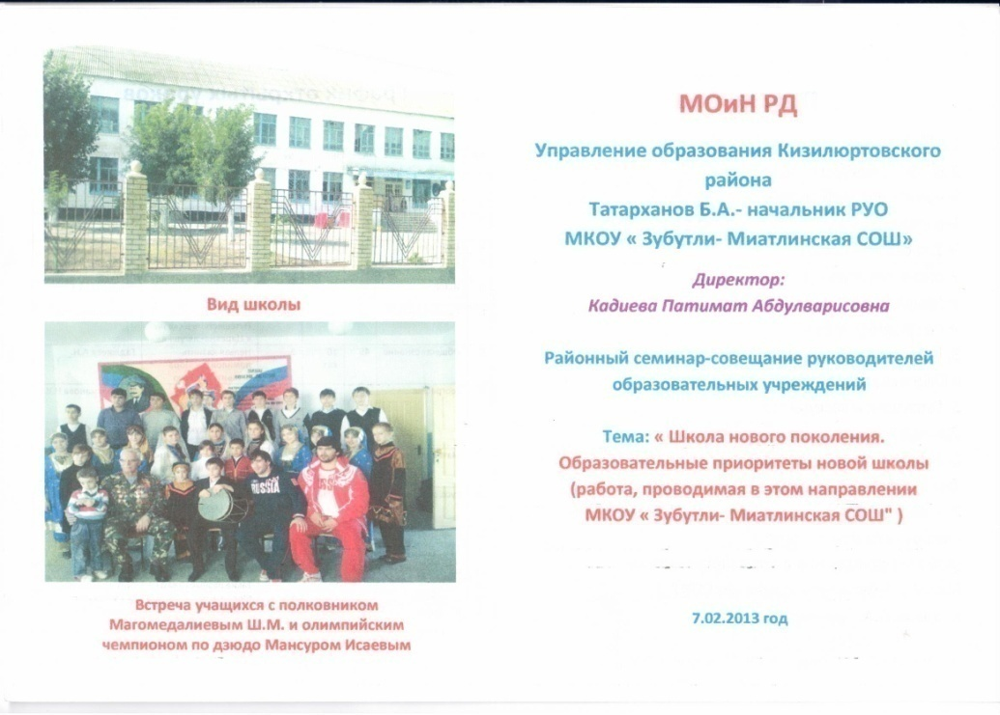 Вид школы
RUSSIA
Встреча учащихся с полковником
Магомедалиевым Ш.М. и олимпийским
чемпионом по дзюдо Мансуром Исаевым
МОиН РД
Управление образования Кизилюртовского
района
Татарханов Б.А.- начальник РУО
МКОУ « Зубутли- Миатлинская СОШ»
Директор:
Кадиева Патимат Абдулварисовна
Районный семинар-совещание руководителей
образовательных учреждений
Тема: « Школа нового поколения.
Образовательные приоритеты новой школы
(работа, проводимая в этом направлении
МКОУ « Зубутли- Миатлинская СОШ" )
7.02.2013 год